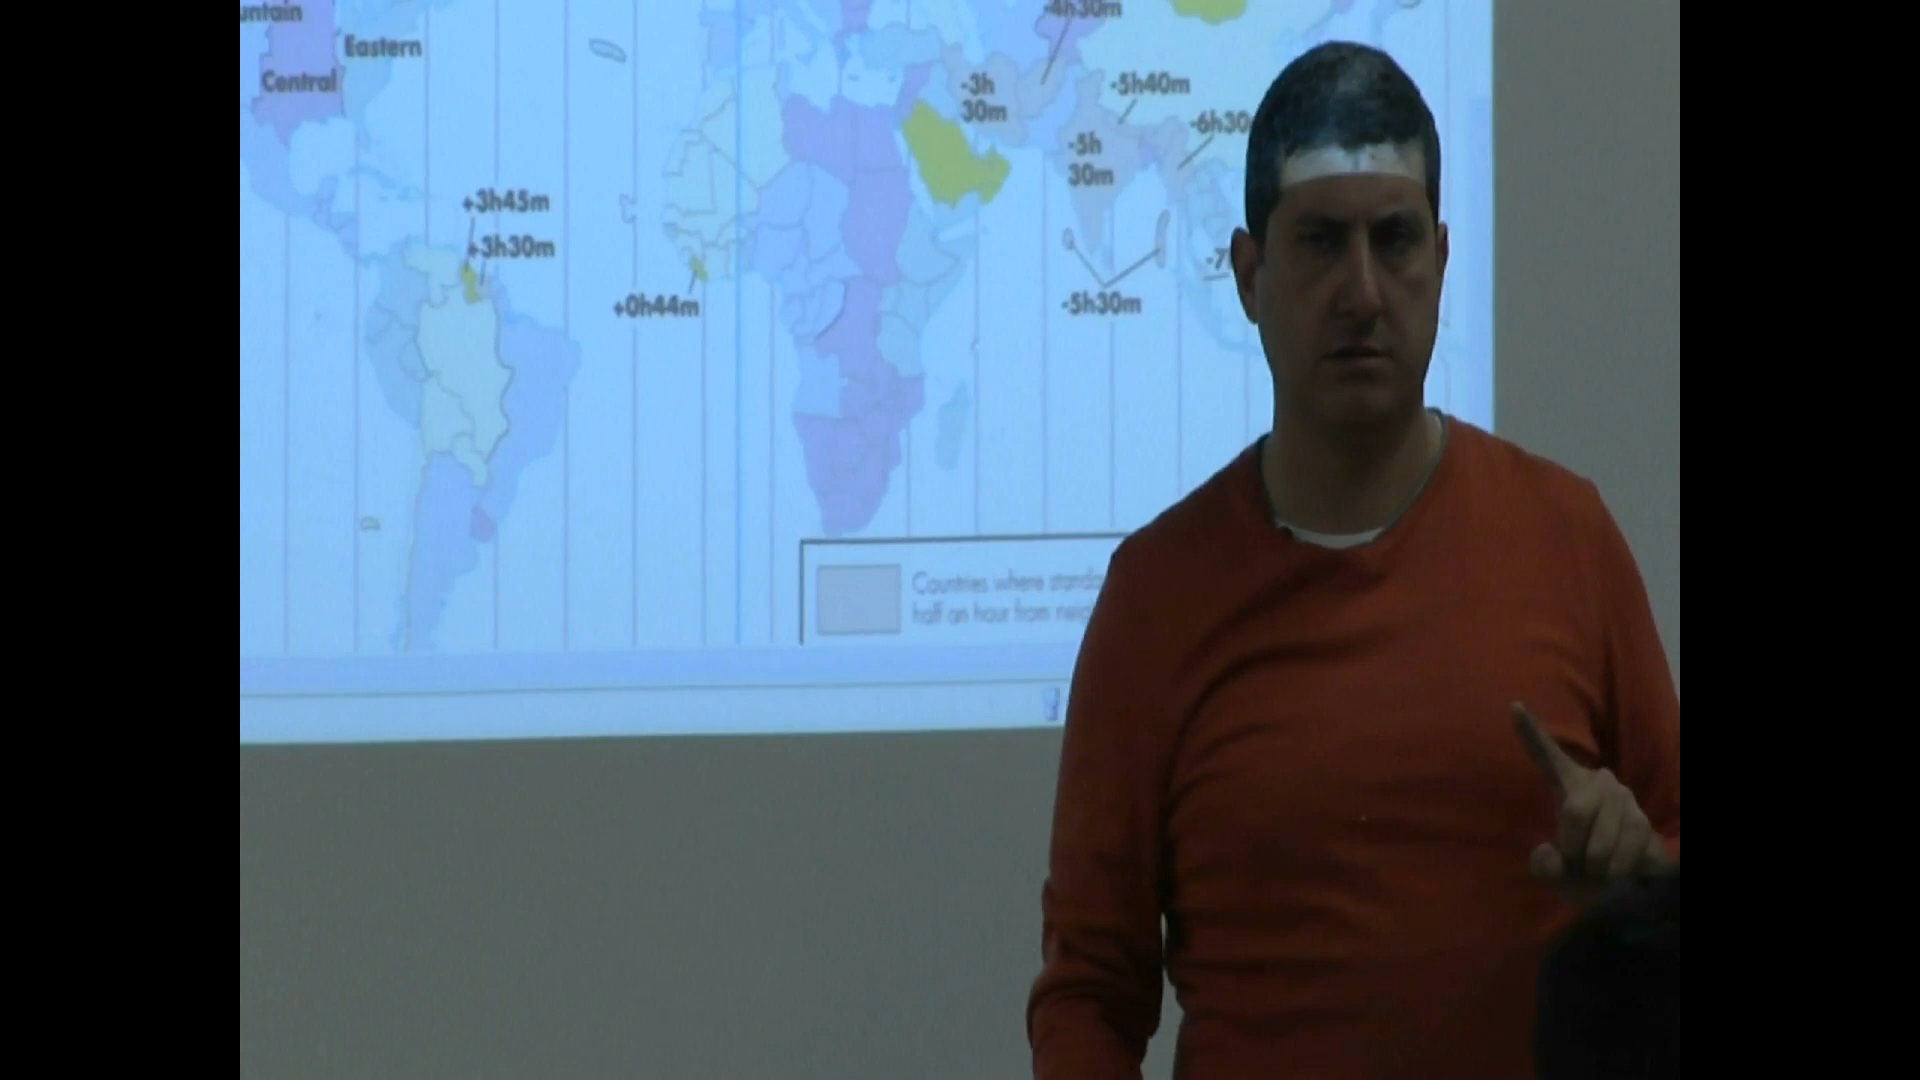 untain
Eastern
Central
-4h30m
-3h
30m
-5h40m
-6h30
-5h
30m
+3h45m
+3h30m
+0h44m
-5h30m
-7
Countries where standa
half an hour from neig